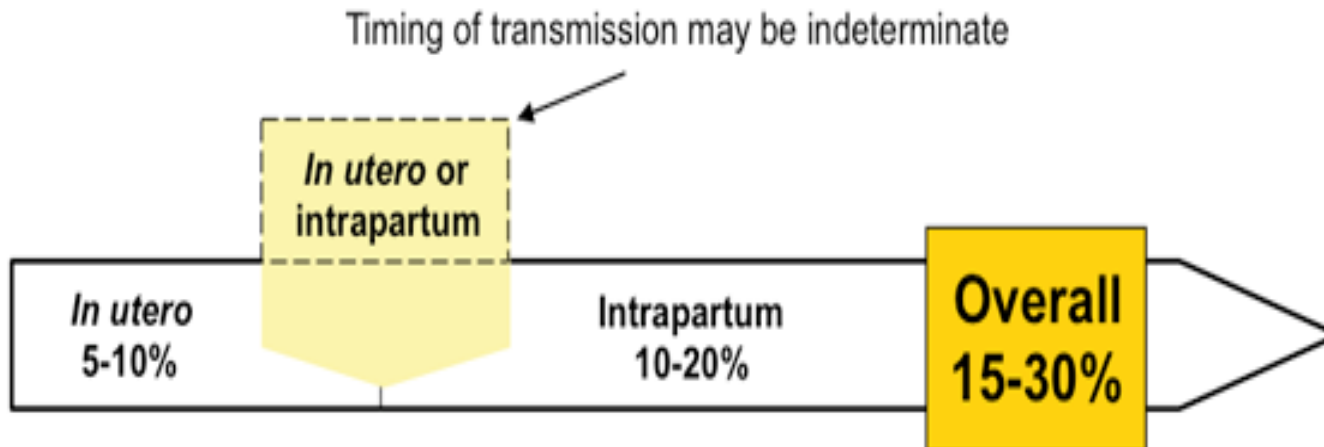 Timing of transmission may be indeterminate
In utero or
intrapartum
In utero
5-10%
Intrapartum
10-20%
Overall
15-30%